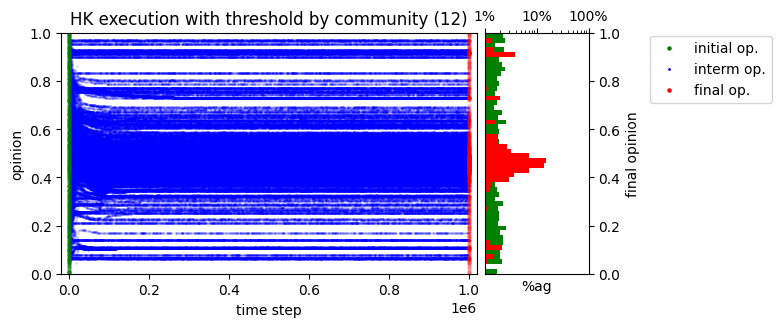 HK execution with threshold by community (12)
1% 10% 100%
initial op.
interm op.
final op.
1.0
0.8
0.6
0.4
0.2
0.0
opinion
0.0 0.2 0.4 0.6 0.8 1.0
1e6
time step
%ag
1.0
0.8
0.6
0.4
0.2
0.0
final opinion